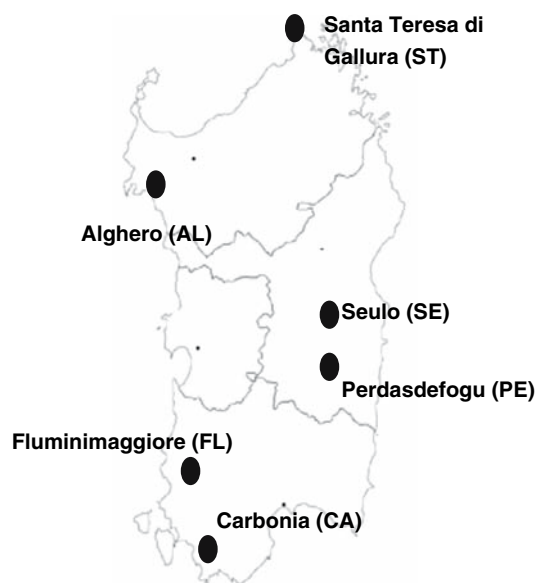 Santa Teresa di
Gallura (ST)
Alghero (AL)
Seulo (SE)
Perdasdefogu (PE)
Fluminimaggiore (FL)
Carbonia (CA)